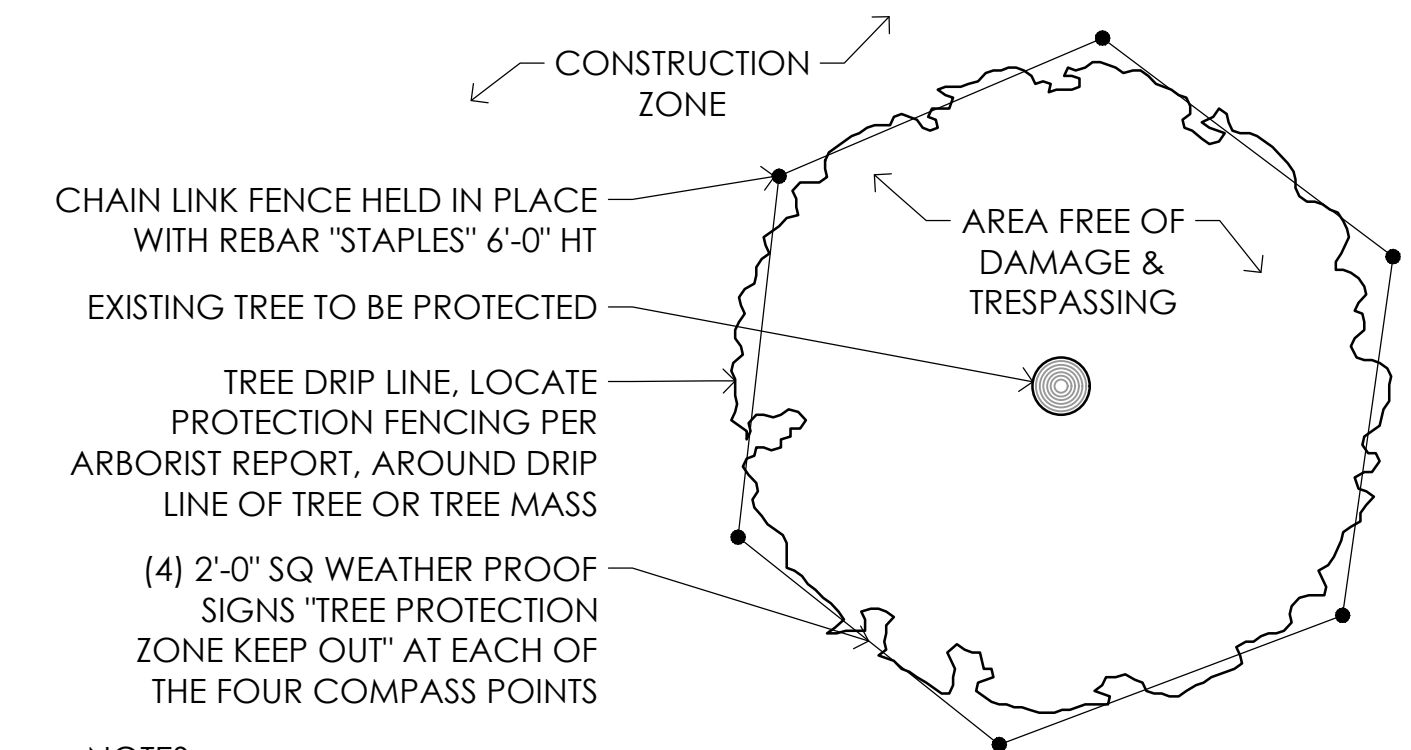 CONSTRUCTION
ZONE
CHAIN LINK FENCE HELD IN PLACE
WITH REBAR "STAPLES" 6'-0" HT
AREA FREE OF
DAMAGE &
TRESPASSING
EXISTING TREE TO BE PROTECTED
TREE DRIP LINE, LOCATE
PROTECTION FENCING PER
ARBORIST REPORT, AROUND DRIP
LINE OF TREE OR TREE MASS
(4) 2'-0" SQ WEATHER PROOF
SIGNS "TREE PROTECTION
ZONE KEEP OUT" AT EACH OF
THE FOUR COMPASS POINTS